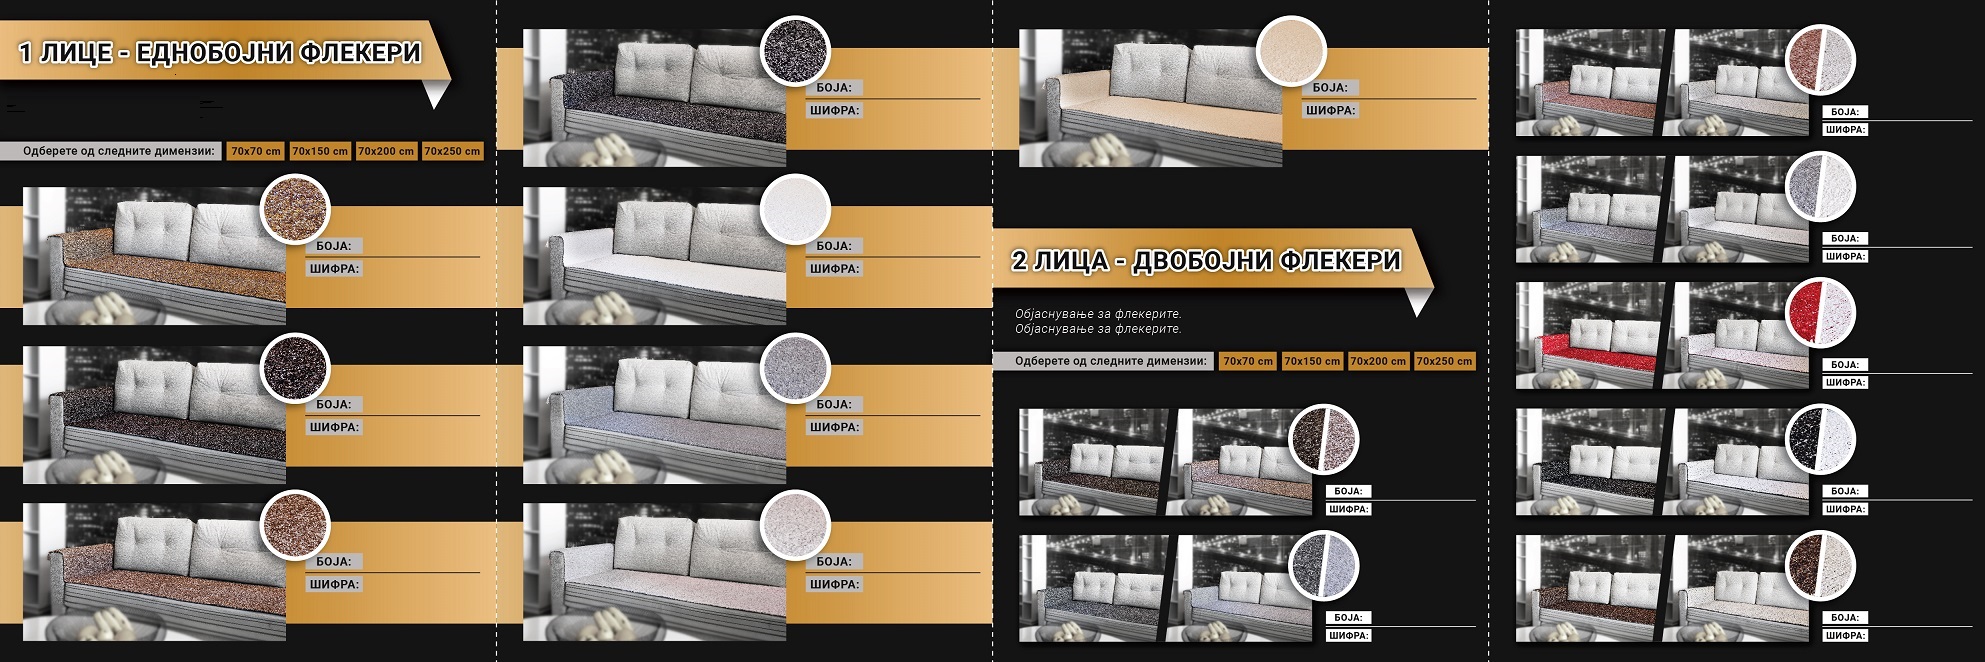 1 ЛИЦЕ - ЕДНОБОЈНИ ФЛЕКЕРИ
Одберете од следните димензии: 70x70 cm 70x150 cm 70x200 cm 70x250 cm
БОЈА:
ШИФРА:
БОЈА:
ШИФРА:
БОЈА:
ШИФРА:
БОЈА:
ШИФРА:
БОЈА:
ШИФРА:
БОЈА:
ШИФРА:
БОЈА:
ШИФРА:
БОЈА:
ШИФРА:
2 ЛИЦА - ДВОБОЈНИ ФЛЕКЕРИ
Објаснување за флекерите.
Објаснување за флекерите.
Одберете од следните димензии: 70x70 cm 70x150 cm 70x200 cm 70x250 cm
БОЈА:
ШИФРА:
БОЈА:
ШИФРА:
БОЈА:
ШИФРА:
БОЈА:
ШИФРА:
БОЈА:
ШИФРА:
БОЈА:
ШИФРА:
БОЈА:
ШИФРА: